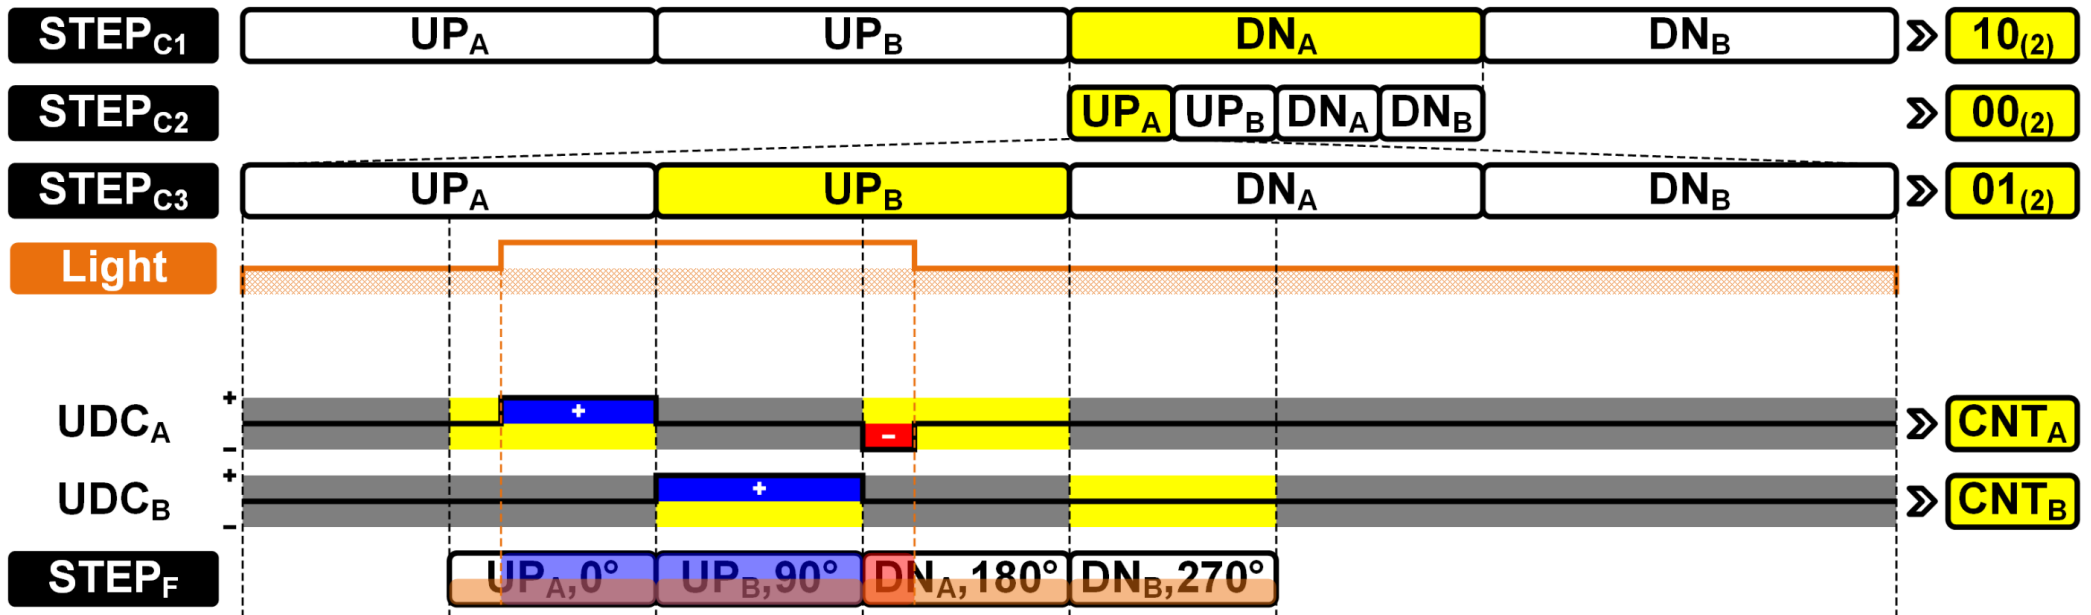 STEPC1 UPA UPB DNA DNB » 10(2)
STEPC2 UPA UPB DNA DNB » 00(2)
STEPC3 UPA UPB DNA DNB » 01(2)
Light
UDCA + − + − » CNTA
UDCB + − + » CNTB
STEPF UPA,0° UPB,90° DNA,180° DNB,270°